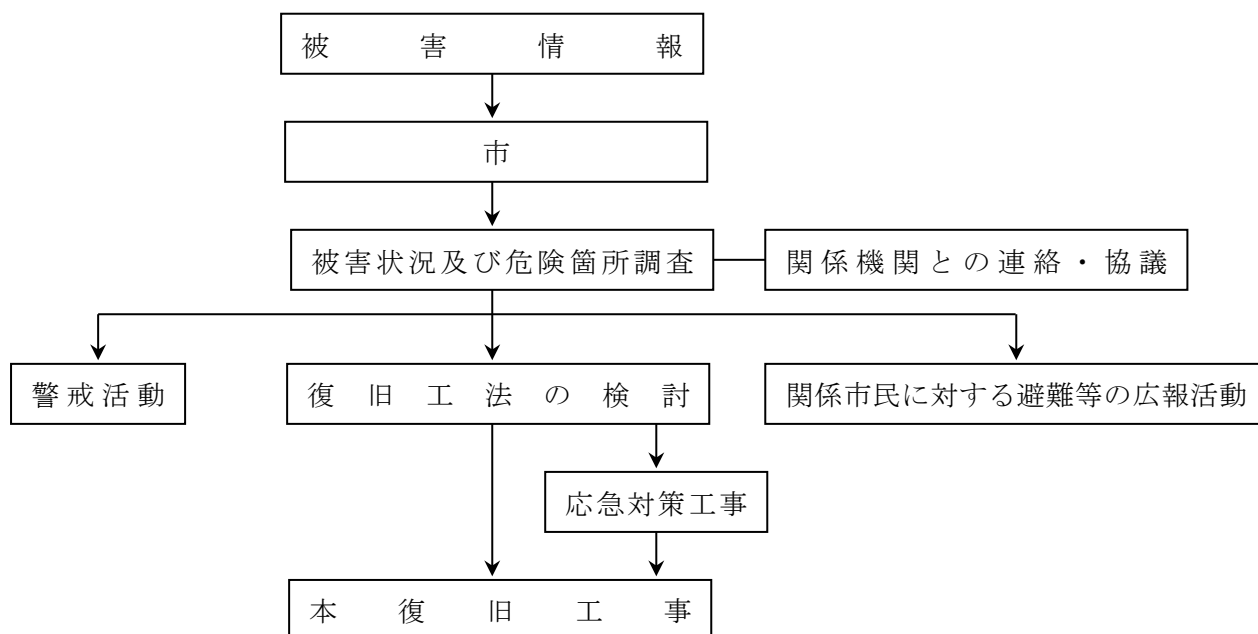 被害情報
市
被害状況及び危険箇所調査
関係機関との連絡・協議
警戒活動
復旧工法の検討
関係市民に対する避難等の広報活動
応急対策工事
本復旧工事